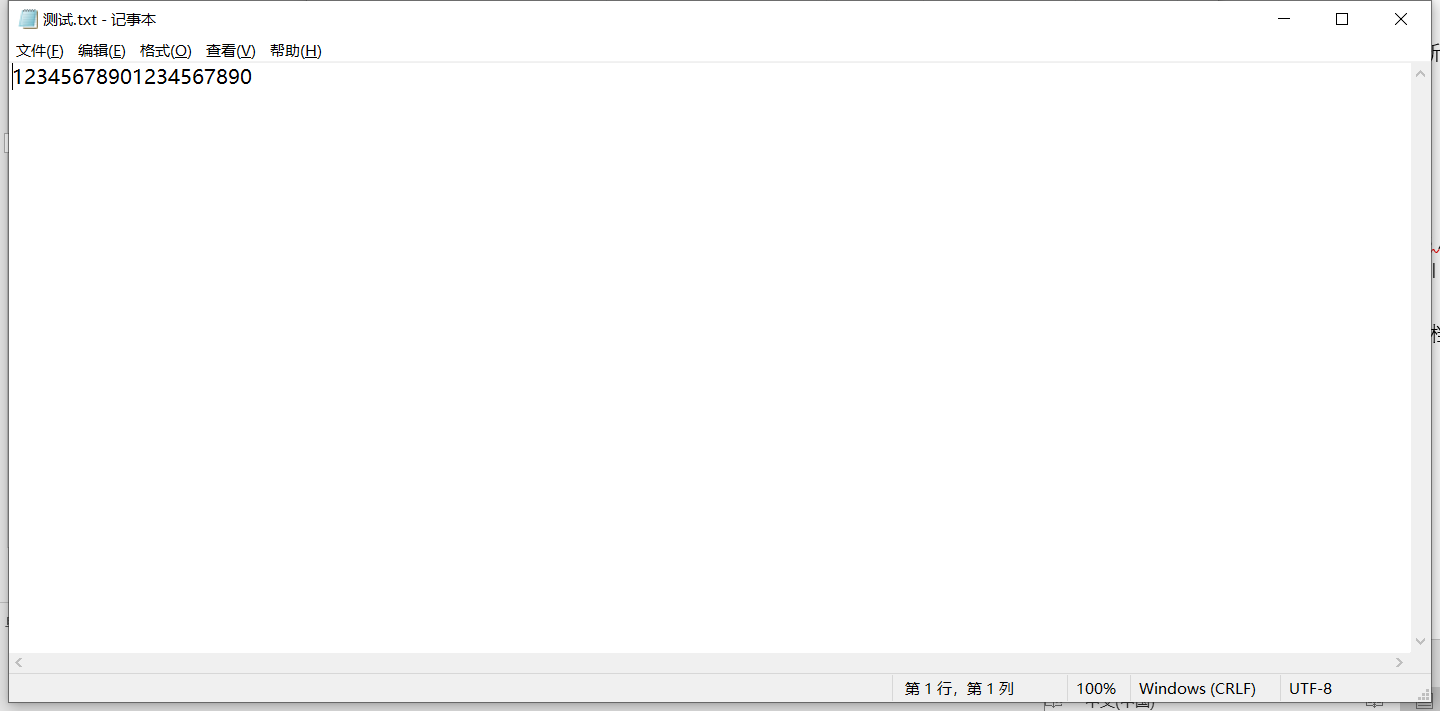 测试.txt - 记事本
文件(F) 编辑(E) 格式(O) 查看(V) 帮助(H)
12345678901234567890
第 1 行，第 1 列 100% Windows (CRLF) UTF-8